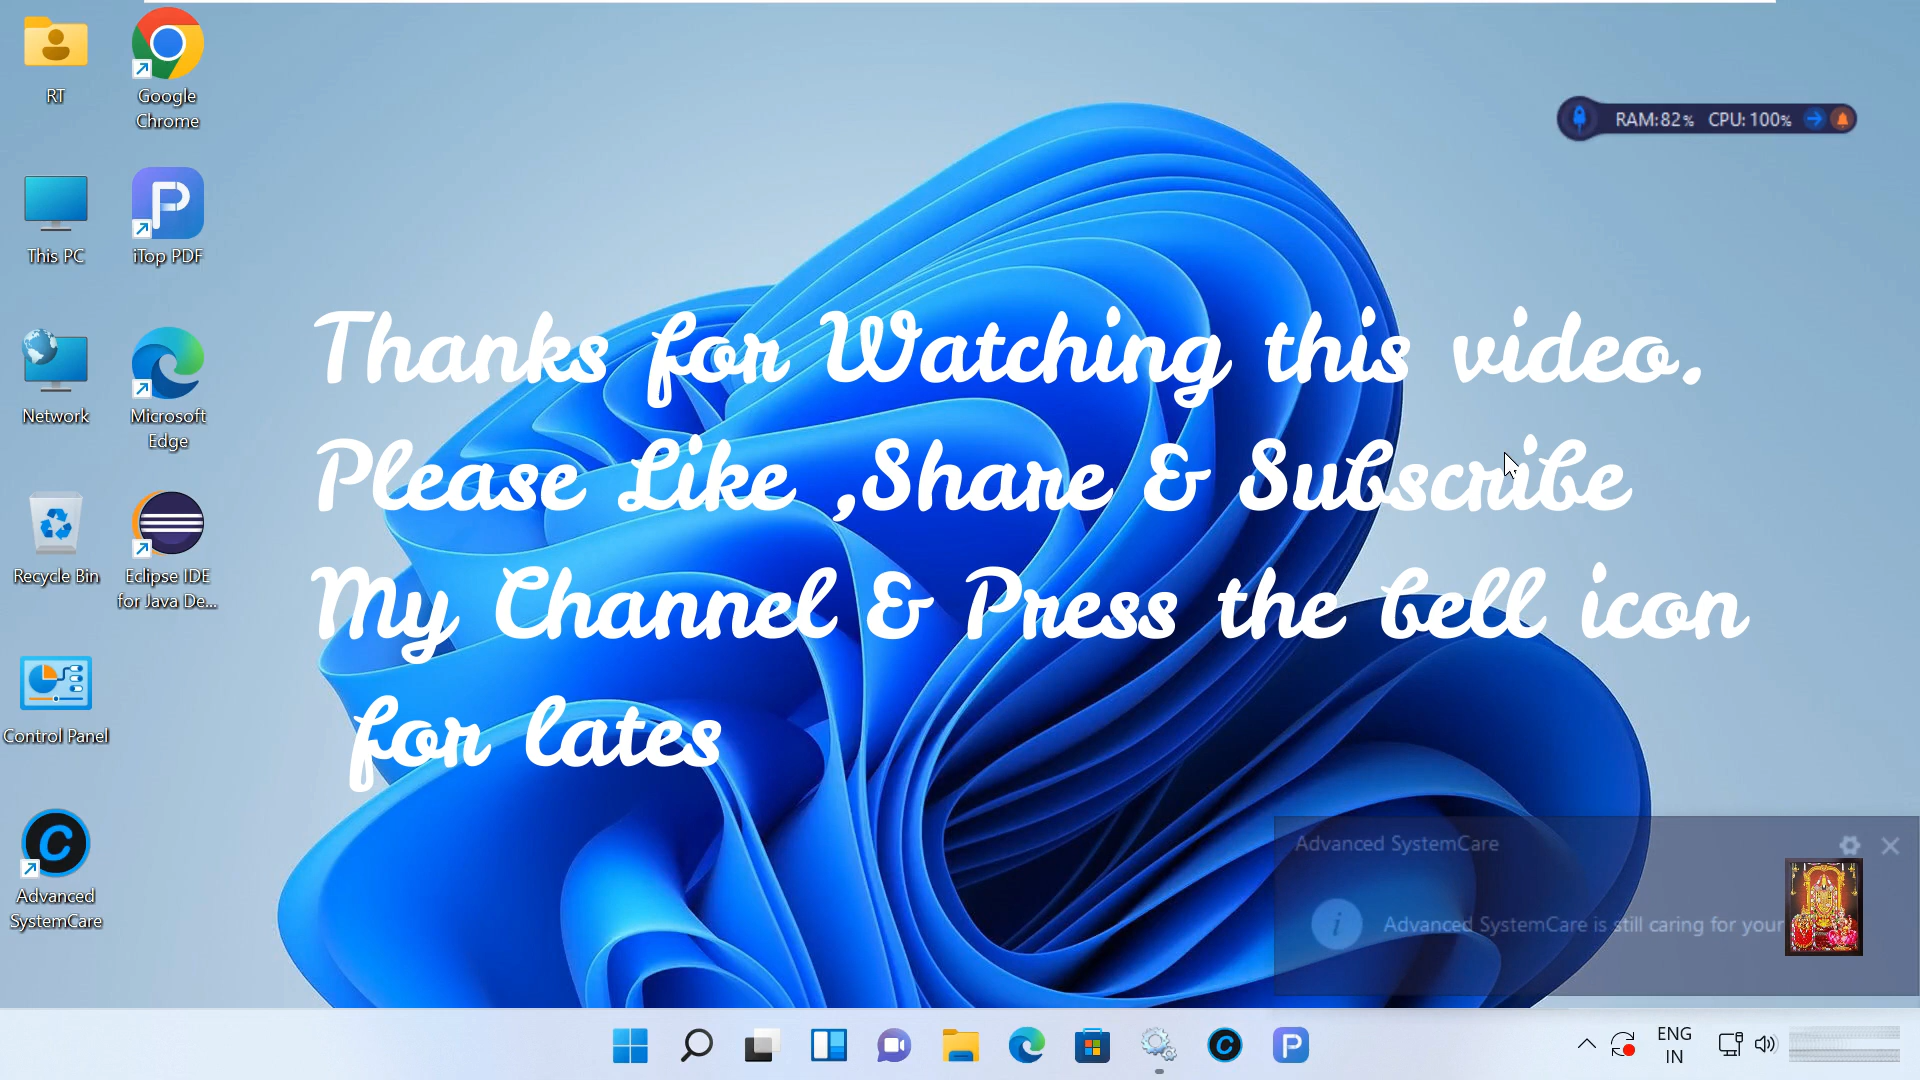 RT
Google
Chrome
RAM:82% CPU: 100%
This PC
iTop PDF
Network
Microsoft
Edge
Thanks for Watching this video.
Please Like ,Share & Subscribe
My Channel & Press the bell icon
for lates
Recycle Bin
Eclipse IDE
for Java De...
Control Panel
Advanced
SystemCare
Advanced SystemCare
Advanced SystemCare is still caring for your
ENG
IN